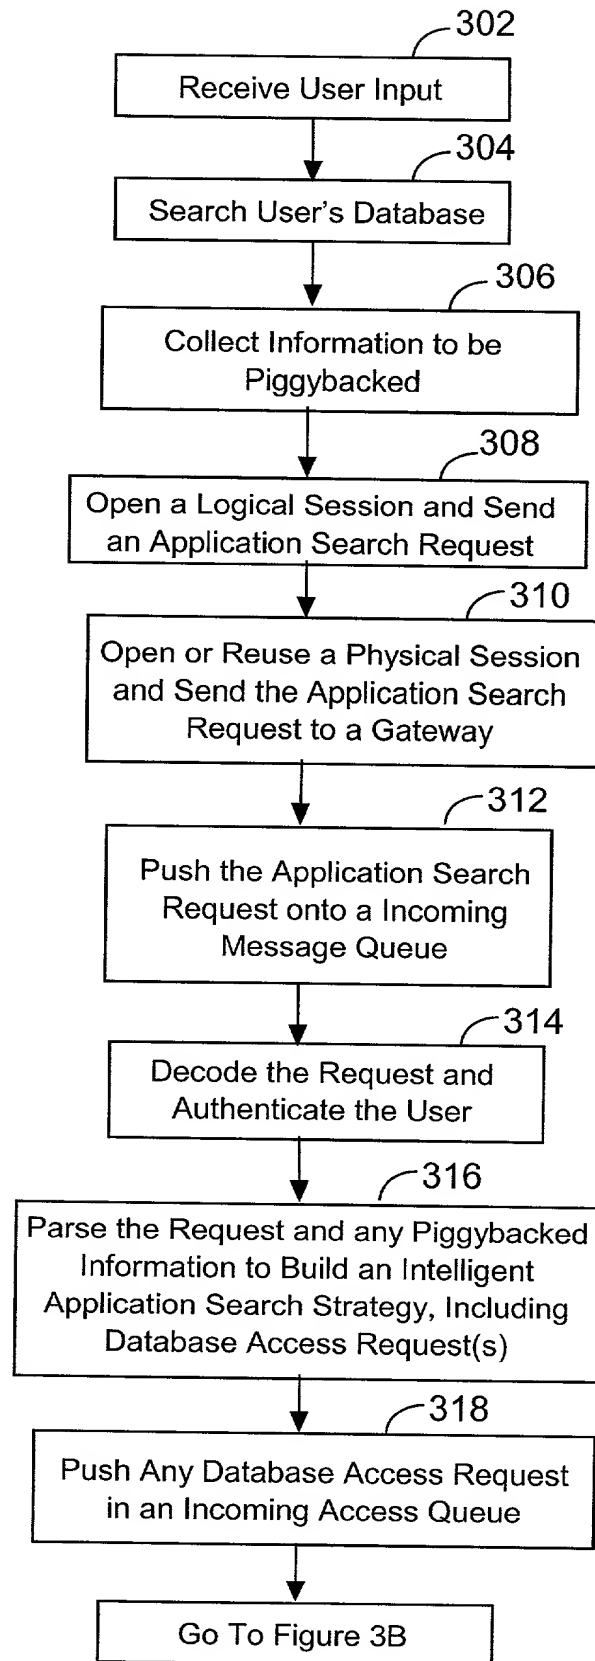 302
Receive User Input
304
Search User's Database
306
Collect Information to be
Piggybacked
308
Open a Logical Session and Send
an Application Search Request
310
Open or Reuse a Physical Session
and Send the Application Search
Request to a Gateway
312
Push the Application Search
Request onto a Incoming
Message Queue
314
Decode the Request and
Authenticate the User
316
Parse the Request and any Piggybacked
Information to Build an Intelligent
Application Search Strategy, Including
Database Access Request(s)
318
Push Any Database Access Request
in an Incoming Access Queue
Go To Figure 3B